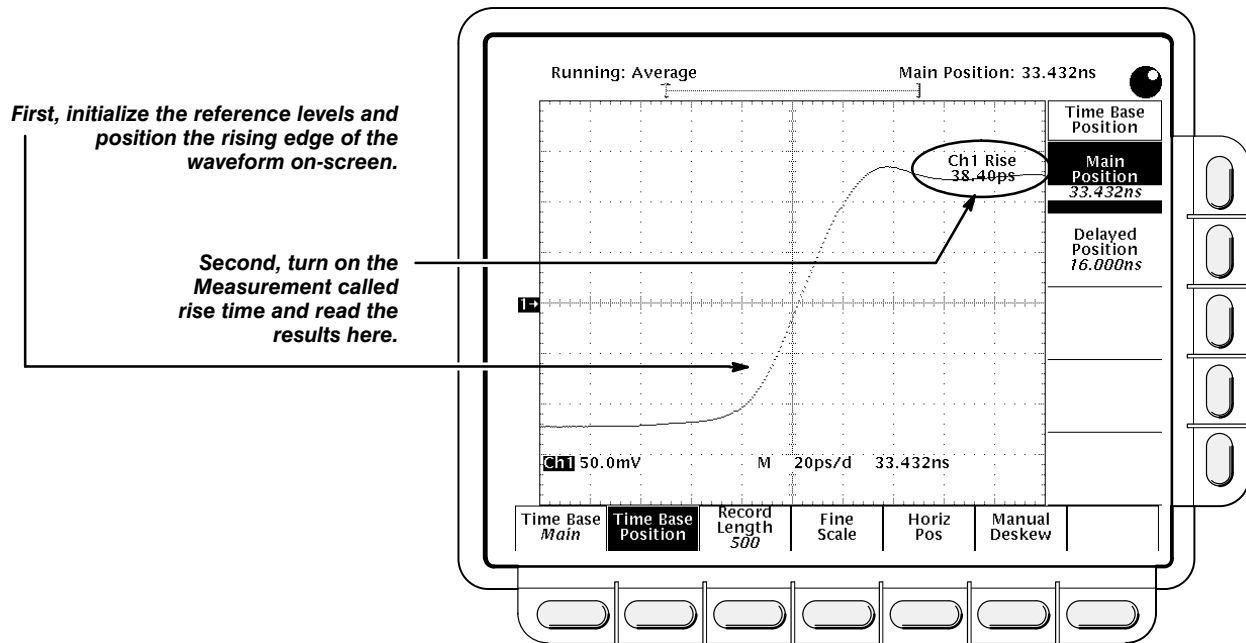 Running: Average
Main Position: 33.432ns
First, initialize the reference levels and
position the rising edge of the
waveform on-screen.
Time Base
Position
Ch1 Rise
38.40ps
Main
Position
33.432ns
Delayed
Position
16.000ns
Second, turn on the
Measurement called
rise time and read the
results here.
1→
Ch1 50.0mV M 20ps/d 33.432ns
Time Base
Main
Time Base
Position
Record
Length
500
Fine
Scale
Horiz
Pos
Manual
Deskew